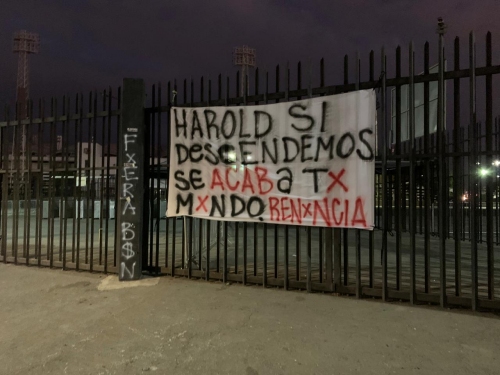 HAROLD SI
DesCENDEMOS
se ACABa TX
MXNDO. RENXNCIA
FXERA B$N